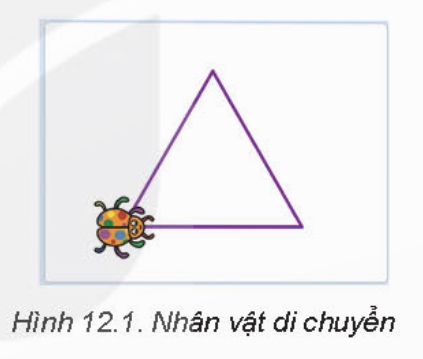 Hình 12.1. Nhân vật di chuyển